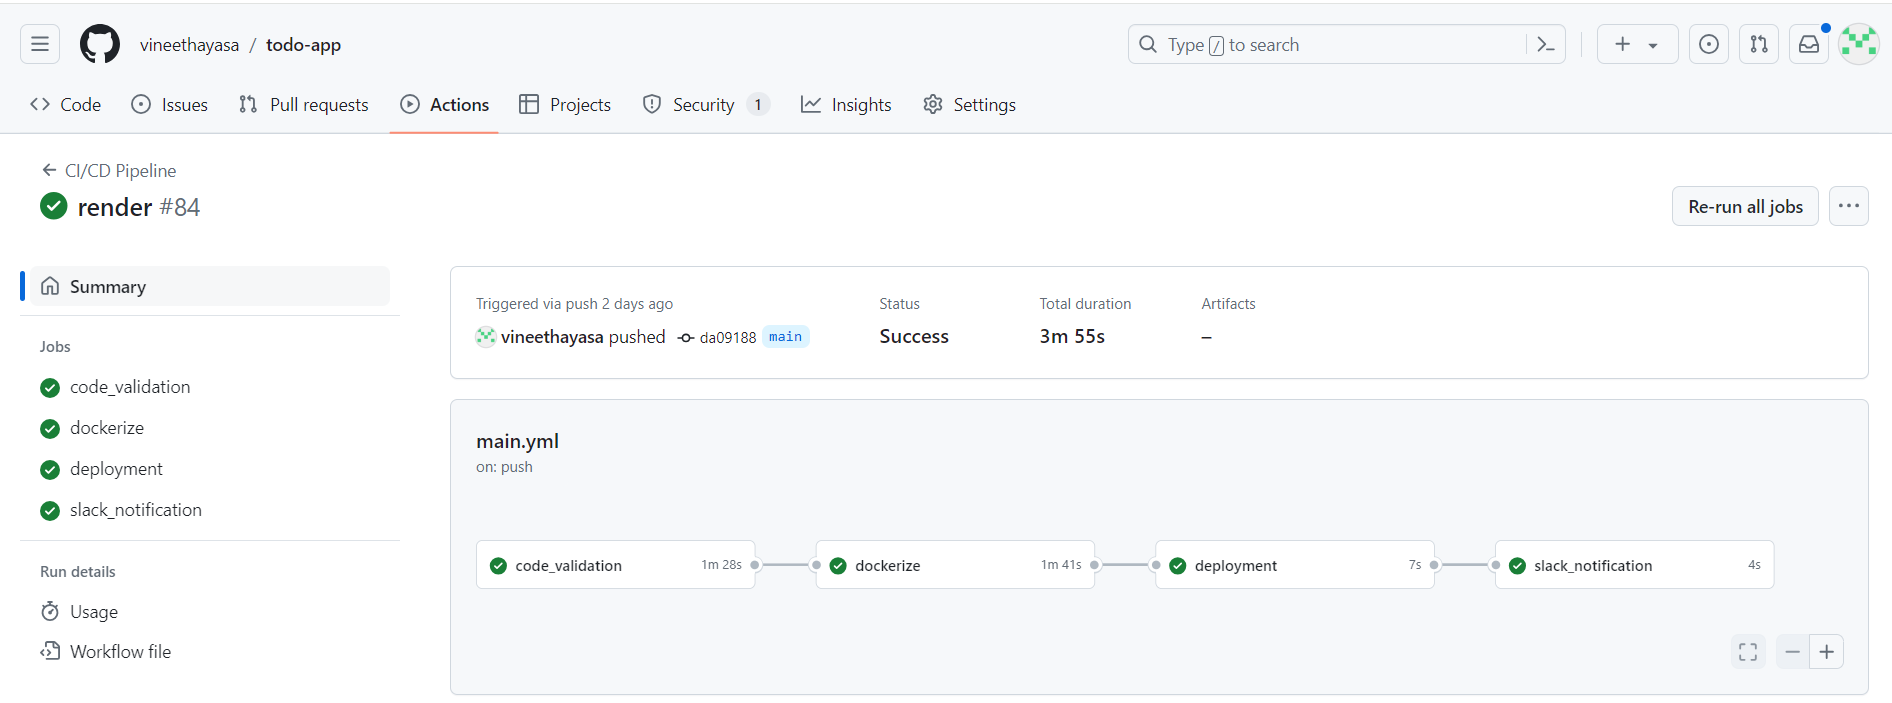 vineethayasa / todo-app
Type / to search
Code Issues Pull requests Actions Projects Security 1 Insights Settings
CI/CD Pipeline
render #84
Re-run all jobs
Summary
Jobs
code_validation
dockerize
deployment
slack_notification
Run details
Usage
Workflow file
Triggered via push 2 days ago
vineethayasa pushed da09188 main
Status
Success
Total duration
3m 55s
Artifacts
–
main.yml
on: push
code_validation 1m 28s
dockerize 1m 41s
deployment 7s
slack_notification 4s